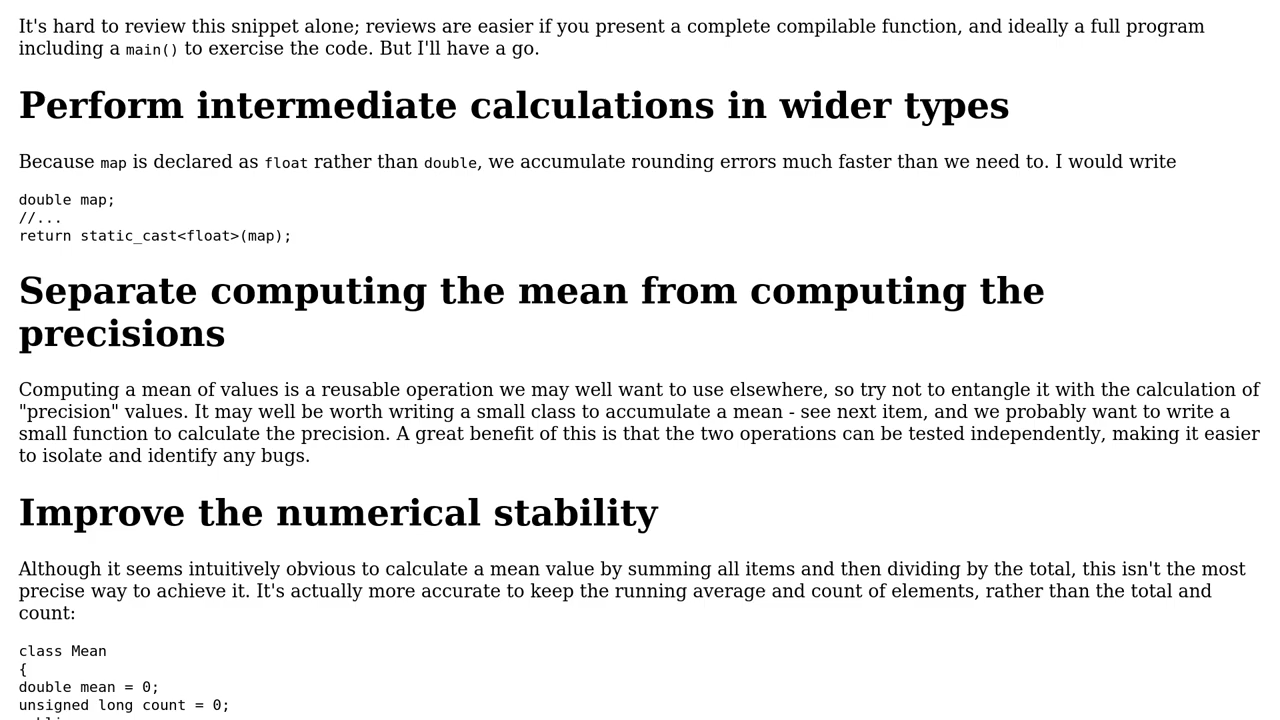 It's hard to review this snippet alone; reviews are easier if you present a complete compilable function, and ideally a full program
including a main() to exercise the code. But I'll have a go.
Perform intermediate calculations in wider types
Because map is declared as float rather than double, we accumulate rounding errors much faster than we need to. I would write
double map;
//...
return static_cast<float>(map);
Separate computing the mean from computing the
precisions
Computing a mean of values is a reusable operation we may well want to use elsewhere, so try not to entangle it with the calculation of
"precision" values. It may well be worth writing a small class to accumulate a mean - see next item, and we probably want to write a
small function to calculate the precision. A great benefit of this is that the two operations can be tested independently, making it easier
to isolate and identify any bugs.
Improve the numerical stability
Although it seems intuitively obvious to calculate a mean value by summing all items and then dividing by the total, this isn't the most
precise way to achieve it. It's actually more accurate to keep the running average and count of elements, rather than the total and
count:
class Mean
{
double mean = 0;
unsigned long count = 0;